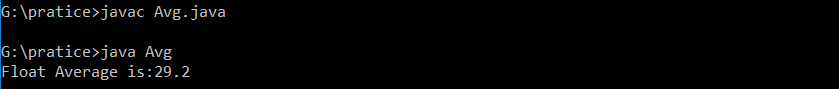 G:\pratice>javac Avg.java
G:\pratice>java Avg
Float Average is:29.2